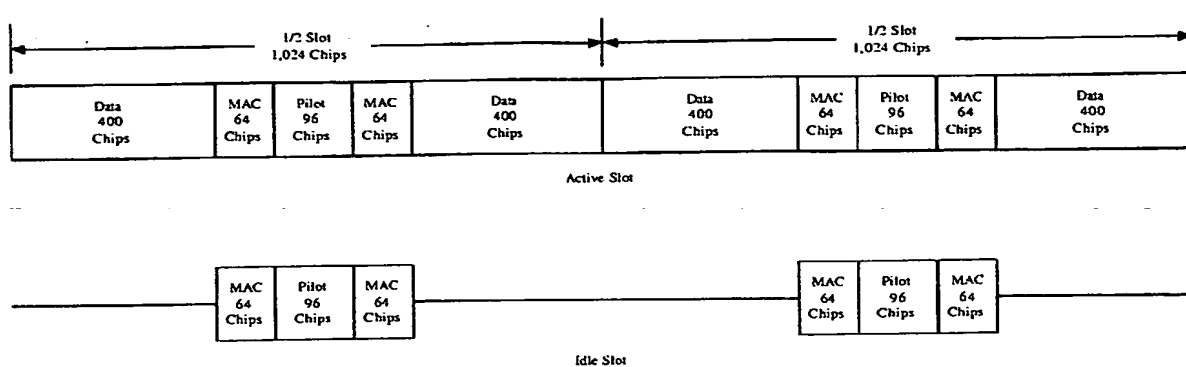 1/2 Slot
1,024 Chips
1/2 Slot
1,024 Chips
Data
400
Chips
MAC
64
Chips
Pilot
96
Chips
MAC
64
Chips
Data
400
Chips
Data
400
Chips
MAC
64
Chips
Pilot
96
Chips
MAC
64
Chips
Data
400
Chips
Active Slot
MAC
64
Chips
Pilot
96
Chips
MAC
64
Chips
MAC
64
Chips
Pilot
96
Chips
MAC
64
Chips
Idle Slot